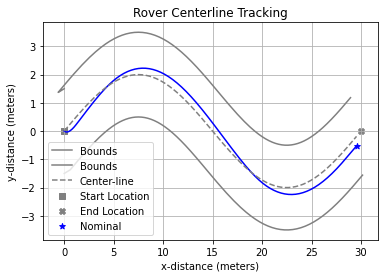 Rover Centerline Tracking
y-distance (meters)
3
2
1
0
−1
−2
−3
Bounds
Bounds
Center-line
Start Location
End Location
Nominal
0
5
10
15
20
25
30
x-distance (meters)